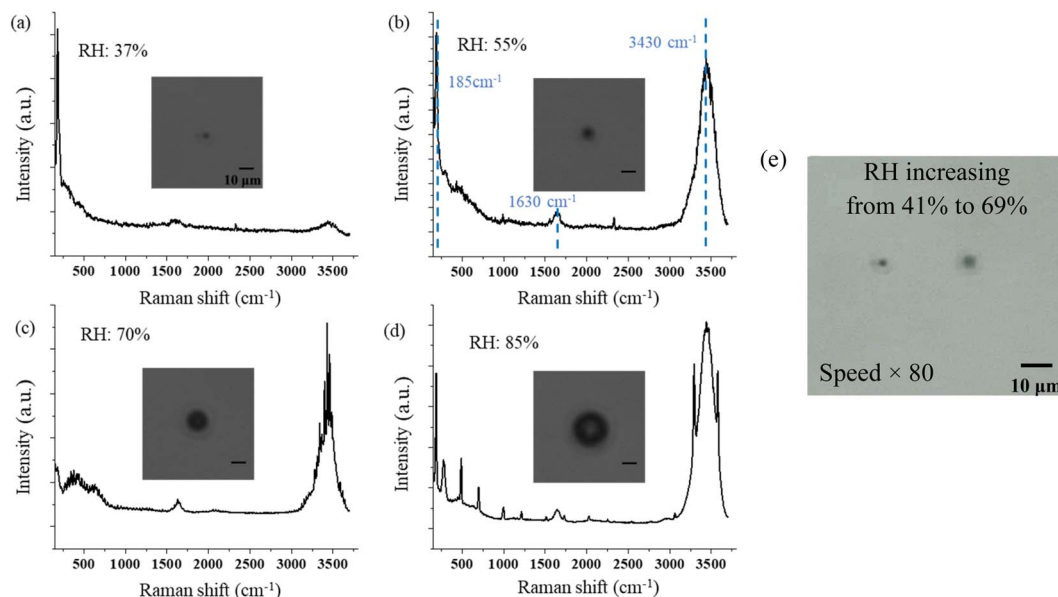 (a)
RH: 37%
10 μm
Intensity (a.u.)
500 1000 1500 2000 2500 3000 3500
Raman shift (cm⁻¹)
(b)
RH: 55%
185cm⁻¹
3430 cm⁻¹
1630 cm⁻¹
Intensity (a.u.)
500 1000 1500 2000 2500 3000 3500
Raman shift (cm⁻¹)
(c)
RH: 70%
Intensity (a.u.)
500 1000 1500 2000 2500 3000 3500
Raman shift (cm⁻¹)
(d)
RH: 85%
Intensity (a.u.)
500 1000 1500 2000 2500 3000 3500
Raman shift (cm⁻¹)
(e)
RH increasing
from 41% to 69%
Speed × 80
10 μm